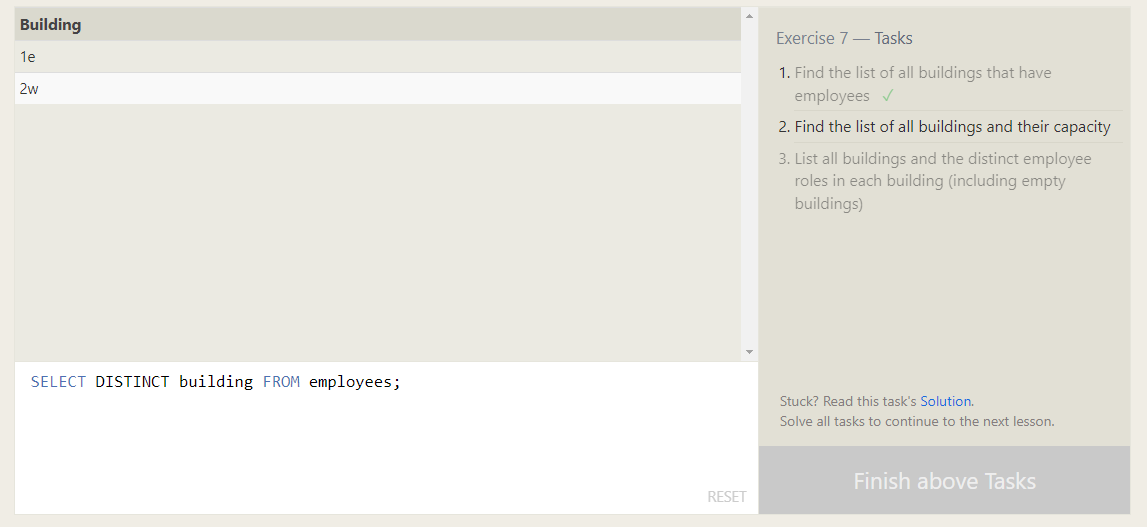 Building
1e
2w
SELECT DISTINCT building FROM employees;
RESET
Exercise 7 — Tasks
1. Find the list of all buildings that have
employees ✓
2. Find the list of all buildings and their capacity
3. List all buildings and the distinct employee
roles in each building (including empty
buildings)
Stuck? Read this task's Solution.
Solve all tasks to continue to the next lesson.
Finish above Tasks